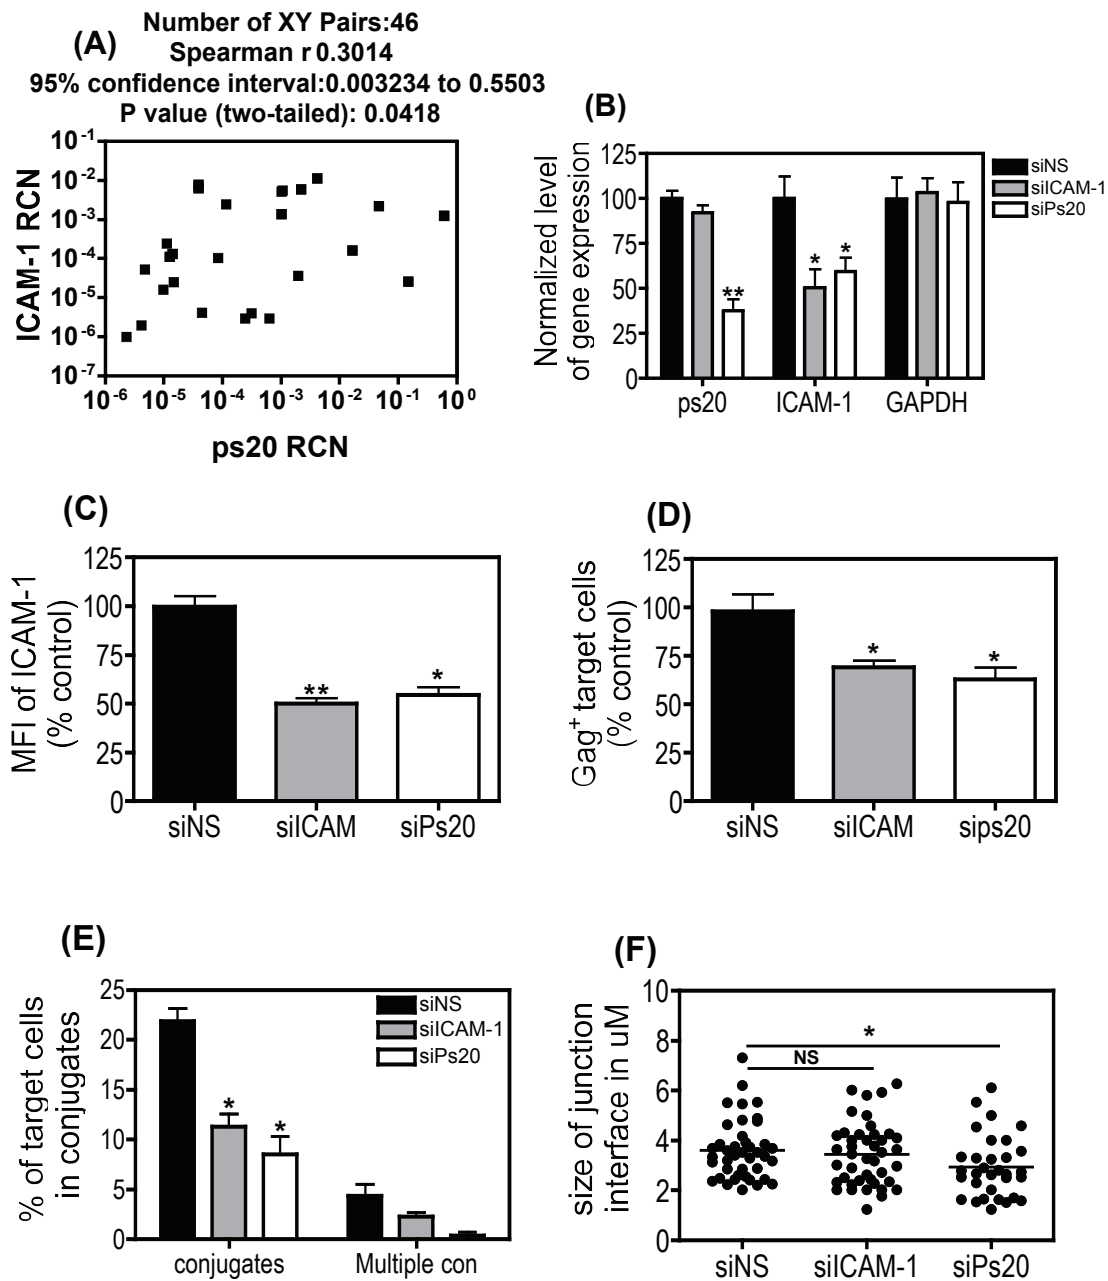 (A)
Number of XY Pairs:46
Spearman r 0.3014
95% confidence interval:0.003234 to 0.5503
P value (two-tailed): 0.0418
ICAM-1 RCN
10-1
10-2
10-3
10-4
10-5
10-6
10-7
10-6 10-5 10-4 10-3 10-2 10-1 100
ps20 RCN
(B)
Normalized level
of gene expression
125
100
75
50
25
0
** * *
ps20 ICAM-1 GAPDH
siNS
siICAM-1
siPs20
(C)
MFI of ICAM-1
(% control)
125
100
75
50
25
0
** *
siNS siICAM siPs20
(D)
Gag+ target cells
(% control)
125
100
75
50
25
0
* *
siNS siICAM sips20
(E)
% of target cells
in conjugates
25
20
15
10
5
0
* *
siNS
siICAM-1
siPs20
conjugates Multiple con
(F)
size of junction
interface in uM
10
8
6
4
2
0
*
NS
siNS siICAM-1 siPs20